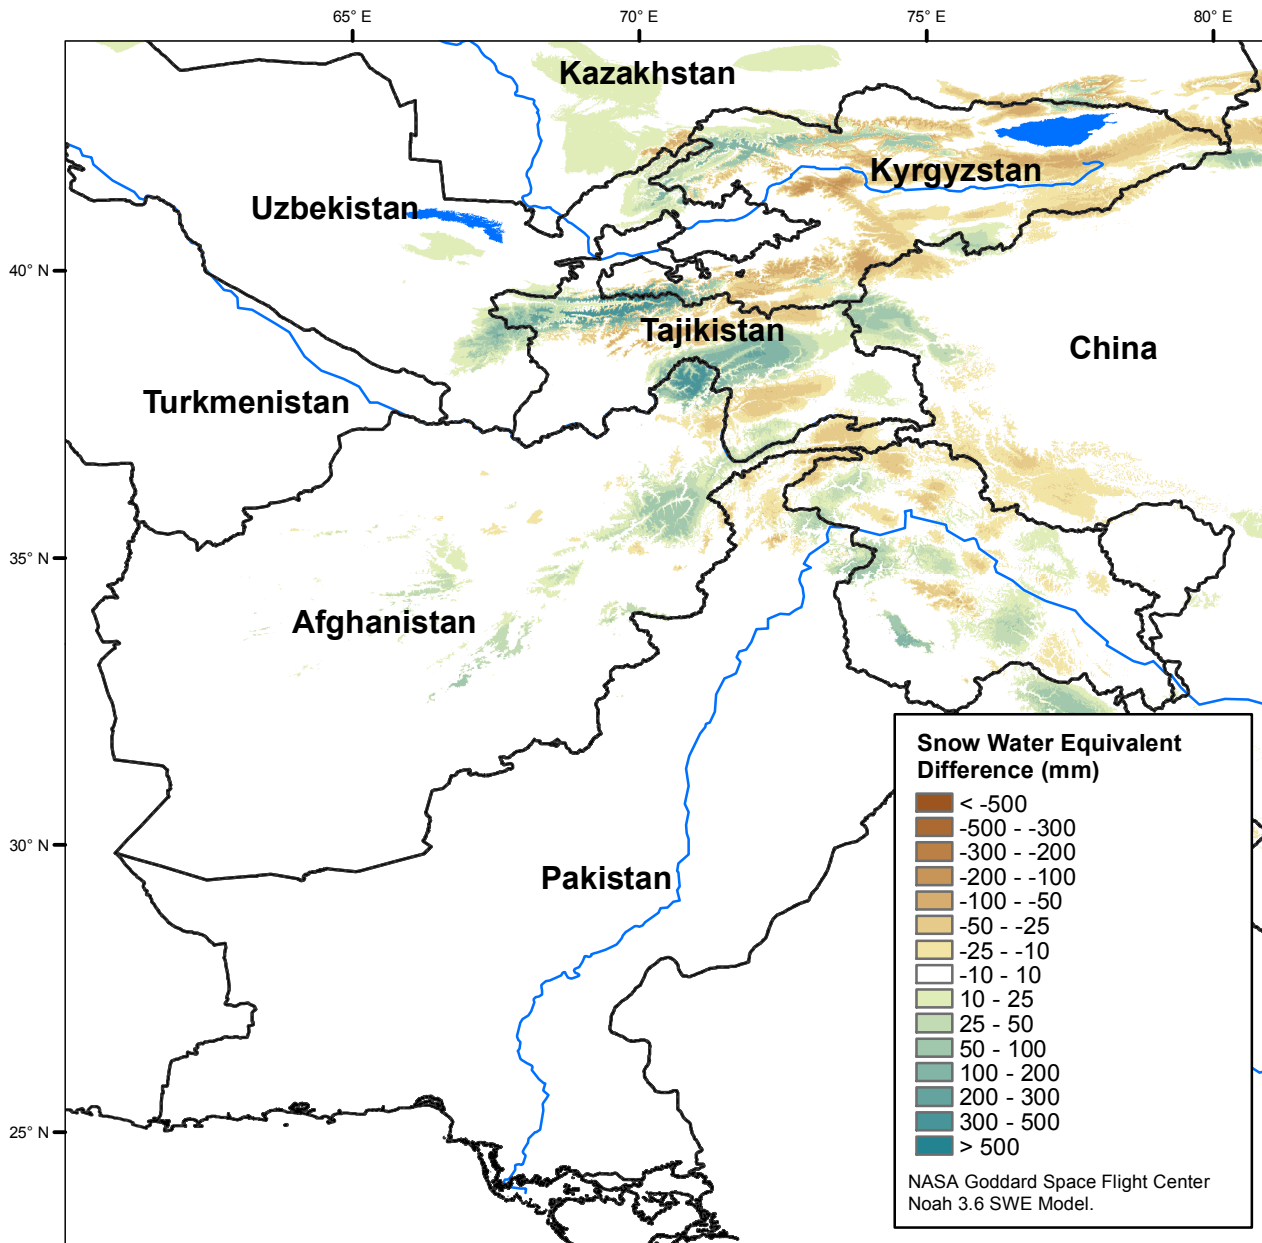 65° E
70° E
75° E
80° E
Kazakhstan
Kyrgyzstan
Uzbekistan
40° N
Tajikistan
China
Turkmenistan
35° N
Afghanistan
30° N
Pakistan
25° N
Snow Water Equivalent
Difference (mm)
< -500
-500 - -300
-300 - -200
-200 - -100
-100 - -50
-50 - -25
-25 - -10
-10 - 10
10 - 25
25 - 50
50 - 100
100 - 200
200 - 300
300 - 500
> 500
NASA Goddard Space Flight Center
Noah 3.6 SWE Model.